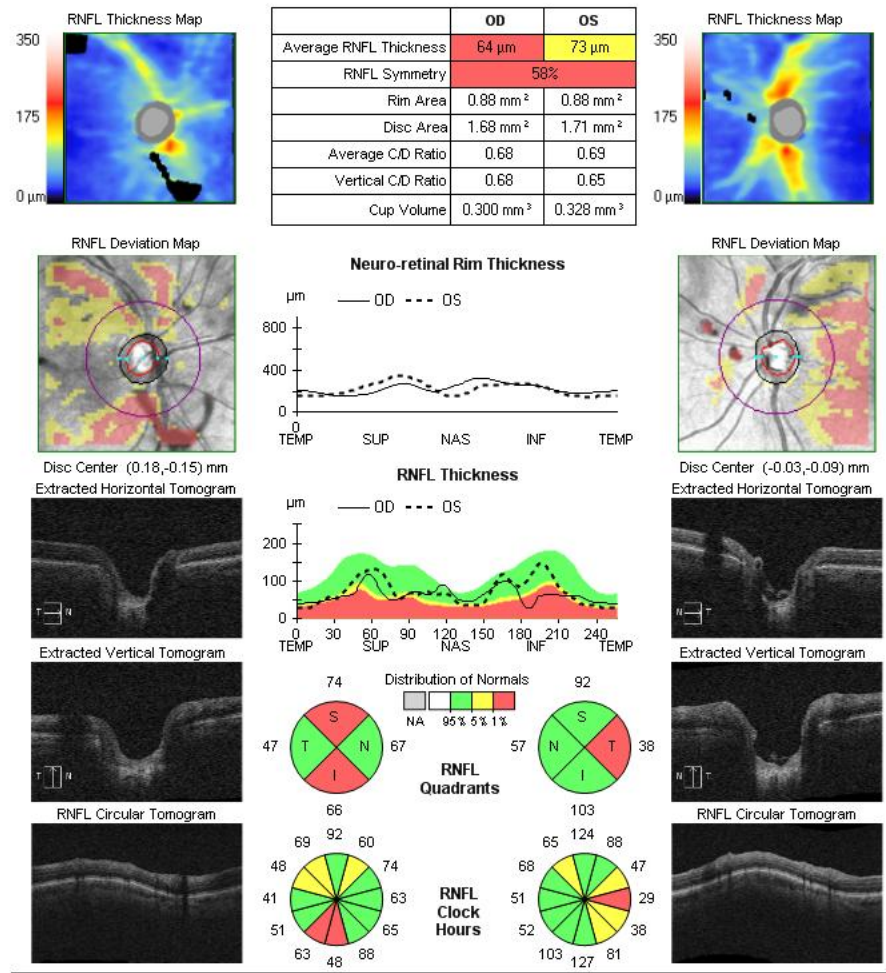 RNFL Thickness Map
350
175
0 µm
OD OS
Average RNFL Thickness 64 µm 73 µm
RNFL Symmetry 58%
Rim Area 0.88 mm² 0.88 mm²
Disc Area 1.68 mm² 1.71 mm²
Average C/D Ratio 0.68 0.69
Vertical C/D Ratio 0.68 0.65
Cup Volume 0.300 mm³ 0.328 mm³
RNFL Thickness Map
350
175
0 µm
RNFL Deviation Map
Disc Center (0.18,-0.15) mm
Neuro-retinal Rim Thickness
µm
OD OS
800
400
0
0
TEMP SUP NAS INF TEMP
RNFL Deviation Map
Disc Center (-0.03,-0.09) mm
Extracted Horizontal Tomogram
T N
RNFL Thickness
µm
OD OS
200
100
0
0 30 60 90 120 150 180 210 240
TEMP SUP NAS INF TEMP
Extracted Horizontal Tomogram
N T
Extracted Vertical Tomogram
T N
Distribution of Normals
NA 95% 5% 1%
74
S
47 T N 67
I
66
RNFL
Quadrants
92
S
57 N T 38
I
103
Extracted Vertical Tomogram
N T
RNFL Circular Tomogram
92
69 60
48 74
41 63
51 65
63 88
48
RNFL
Clock
Hours
124
65 88
68 47
51 29
52 38
103 81
127
RNFL Circular Tomogram